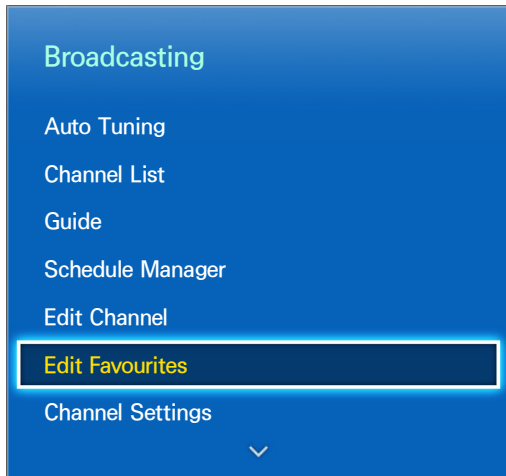 Broadcasting
Auto Tuning
Channel List
Guide
Schedule Manager
Edit Channel
Edit Favourites
Channel Settings